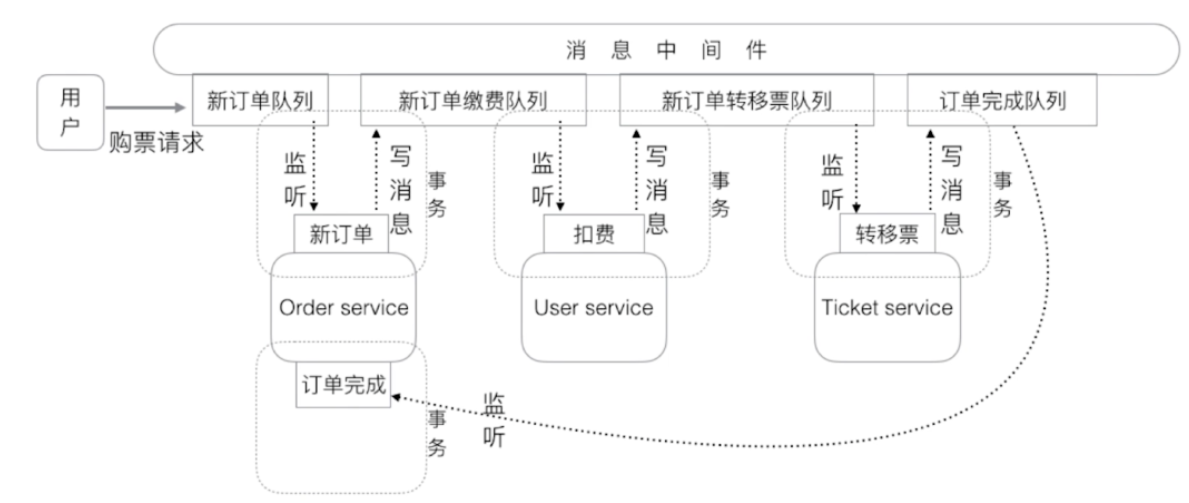 消息中间件
用户
购票请求
新订单队列
新订单缴费队列
新订单转移票队列
订单完成队列
监听
写消息
事务
监听
写消息
事务
监听
写消息
事务
新订单
扣费
转移票
Order service
User service
Ticket service
订单完成
事务
监听